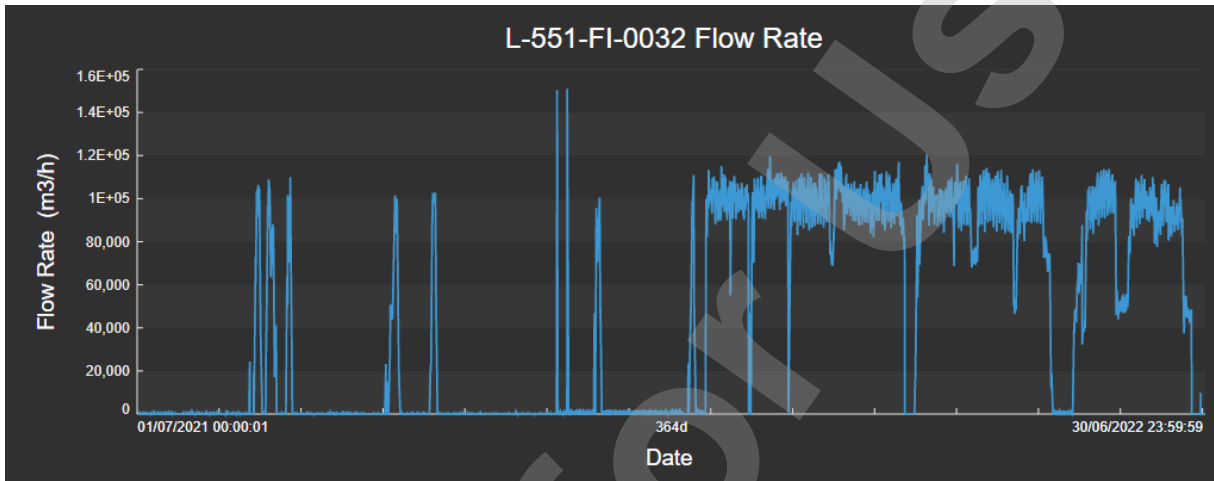 L-551-FI-0032 Flow Rate
Flow Rate (m3/h)
1.6E+05
1.4E+05
1.2E+05
1E+05
80,000
60,000
40,000
20,000
0
01/07/2021 00:00:01
364d
30/06/2022 23:59:59
Date
or Us